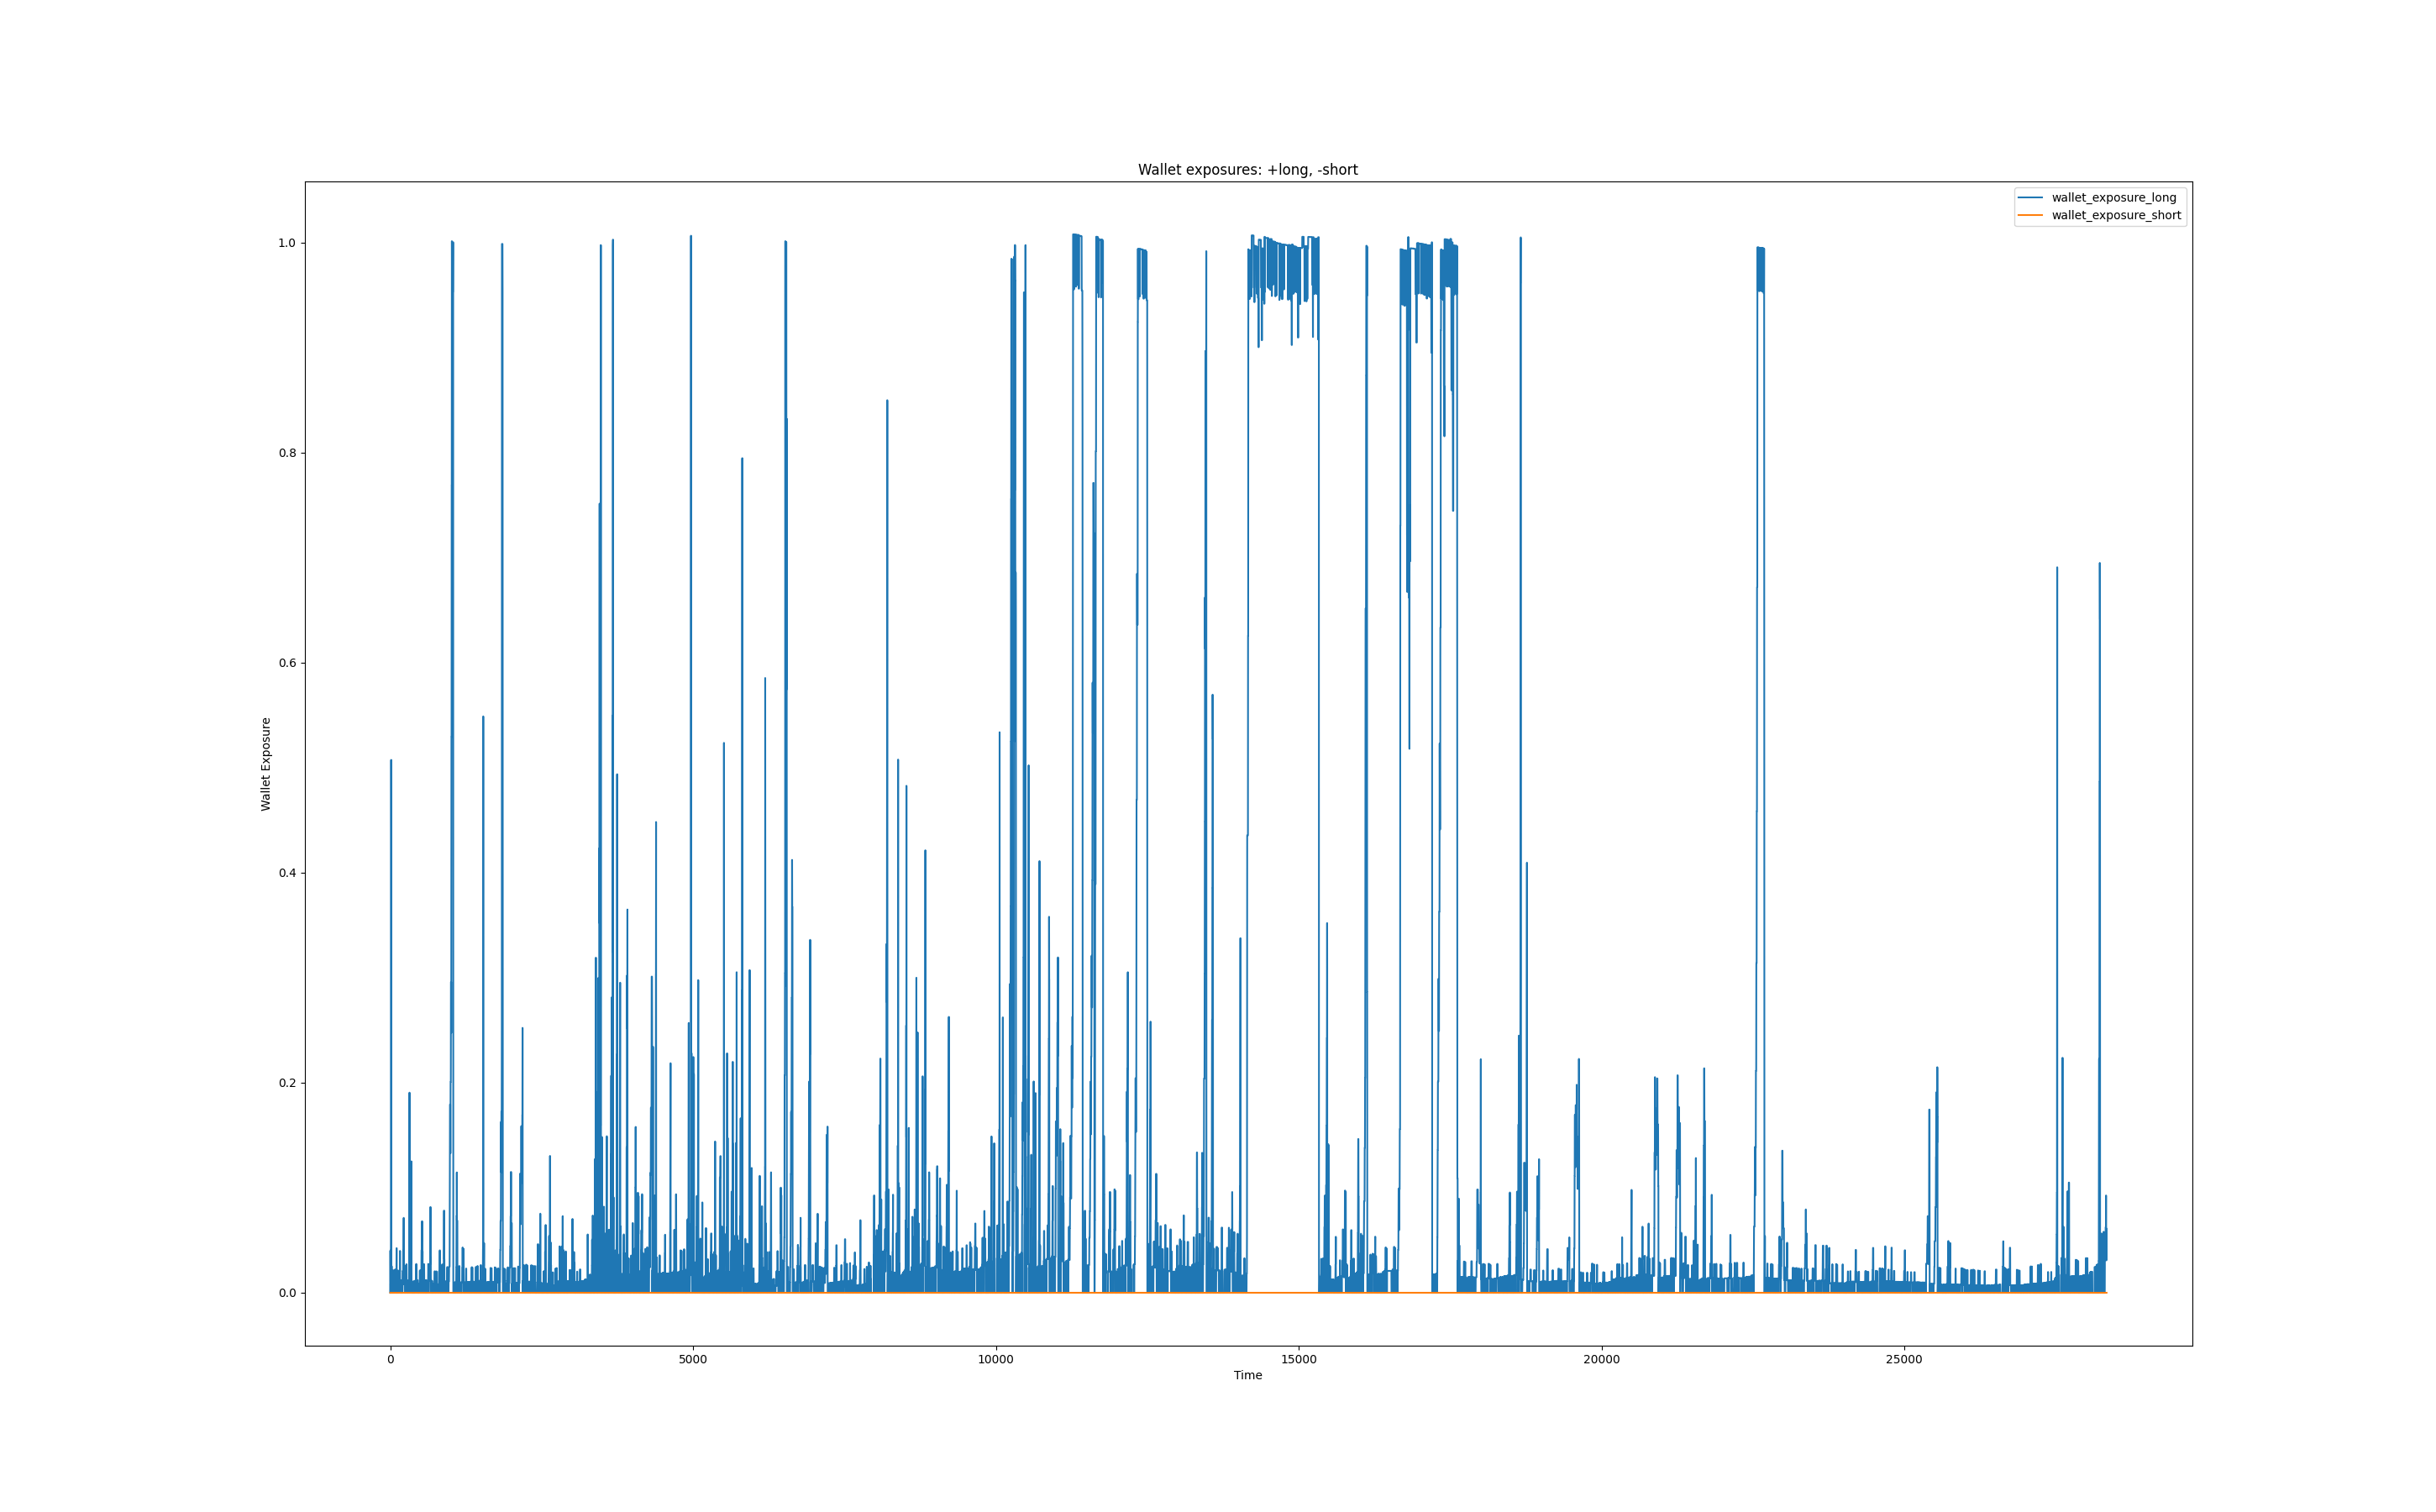 Wallet exposures: +long, -short
wallet_exposure_long
wallet_exposure_short
1.0
0.8
0.6
0.4
0.2
0.0
Wallet Exposure
0 5000 10000 15000 20000 25000
Time